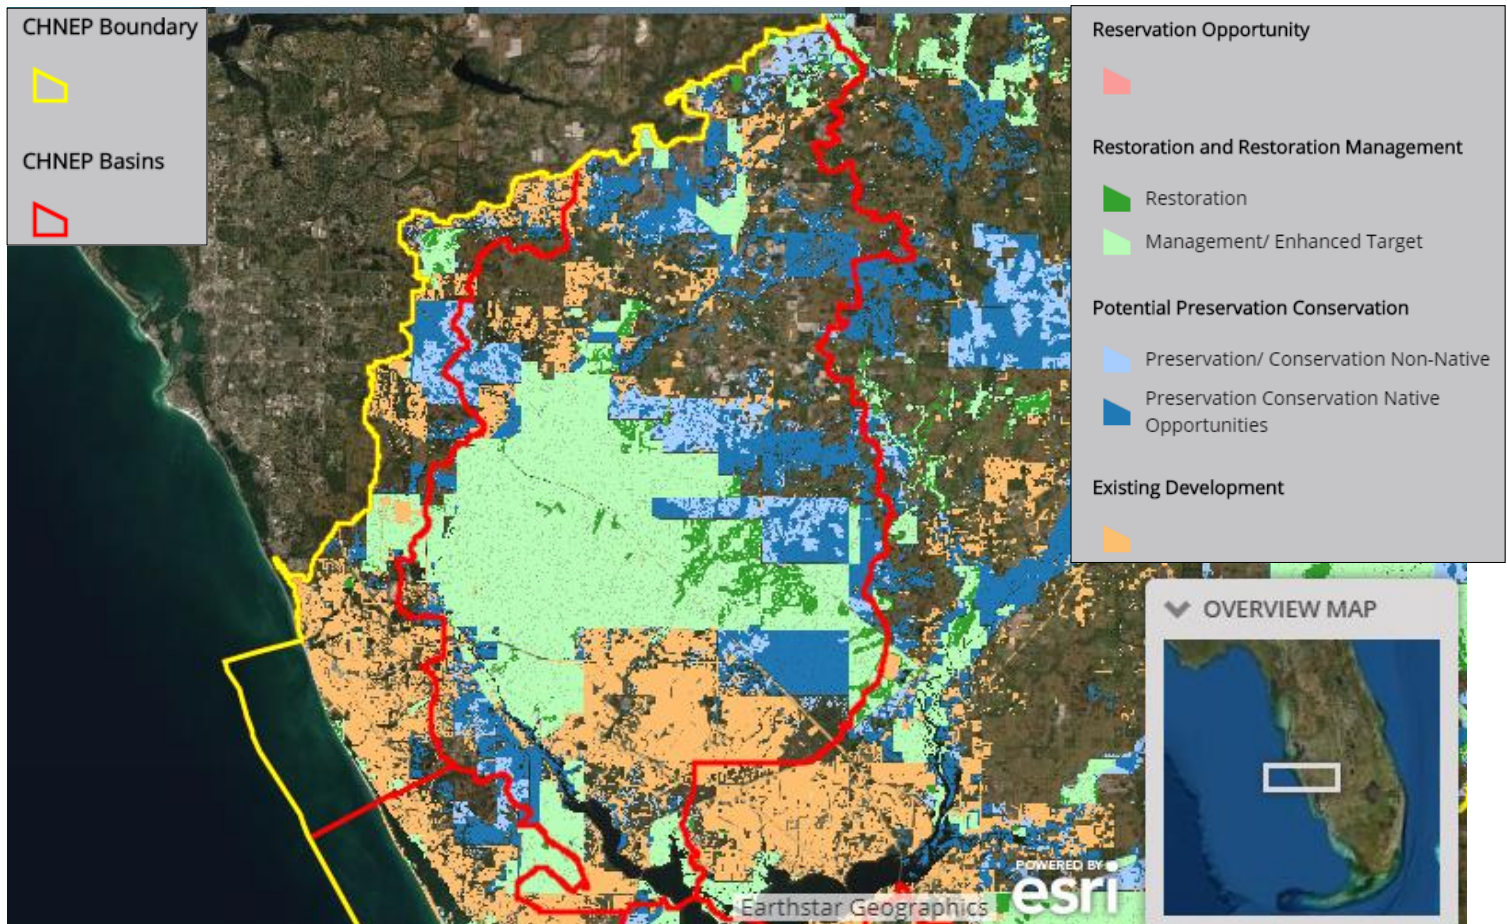 CHNEP Boundary
CHNEP Basins
Reservation Opportunity
Restoration and Restoration Management
Restoration
Management/ Enhanced Target
Potential Preservation Conservation
Preservation/ Conservation Non-Native
Preservation Conservation Native
Opportunities
Existing Development
OVERVIEW MAP
POWERED BY
esri
Earthstar Geographics